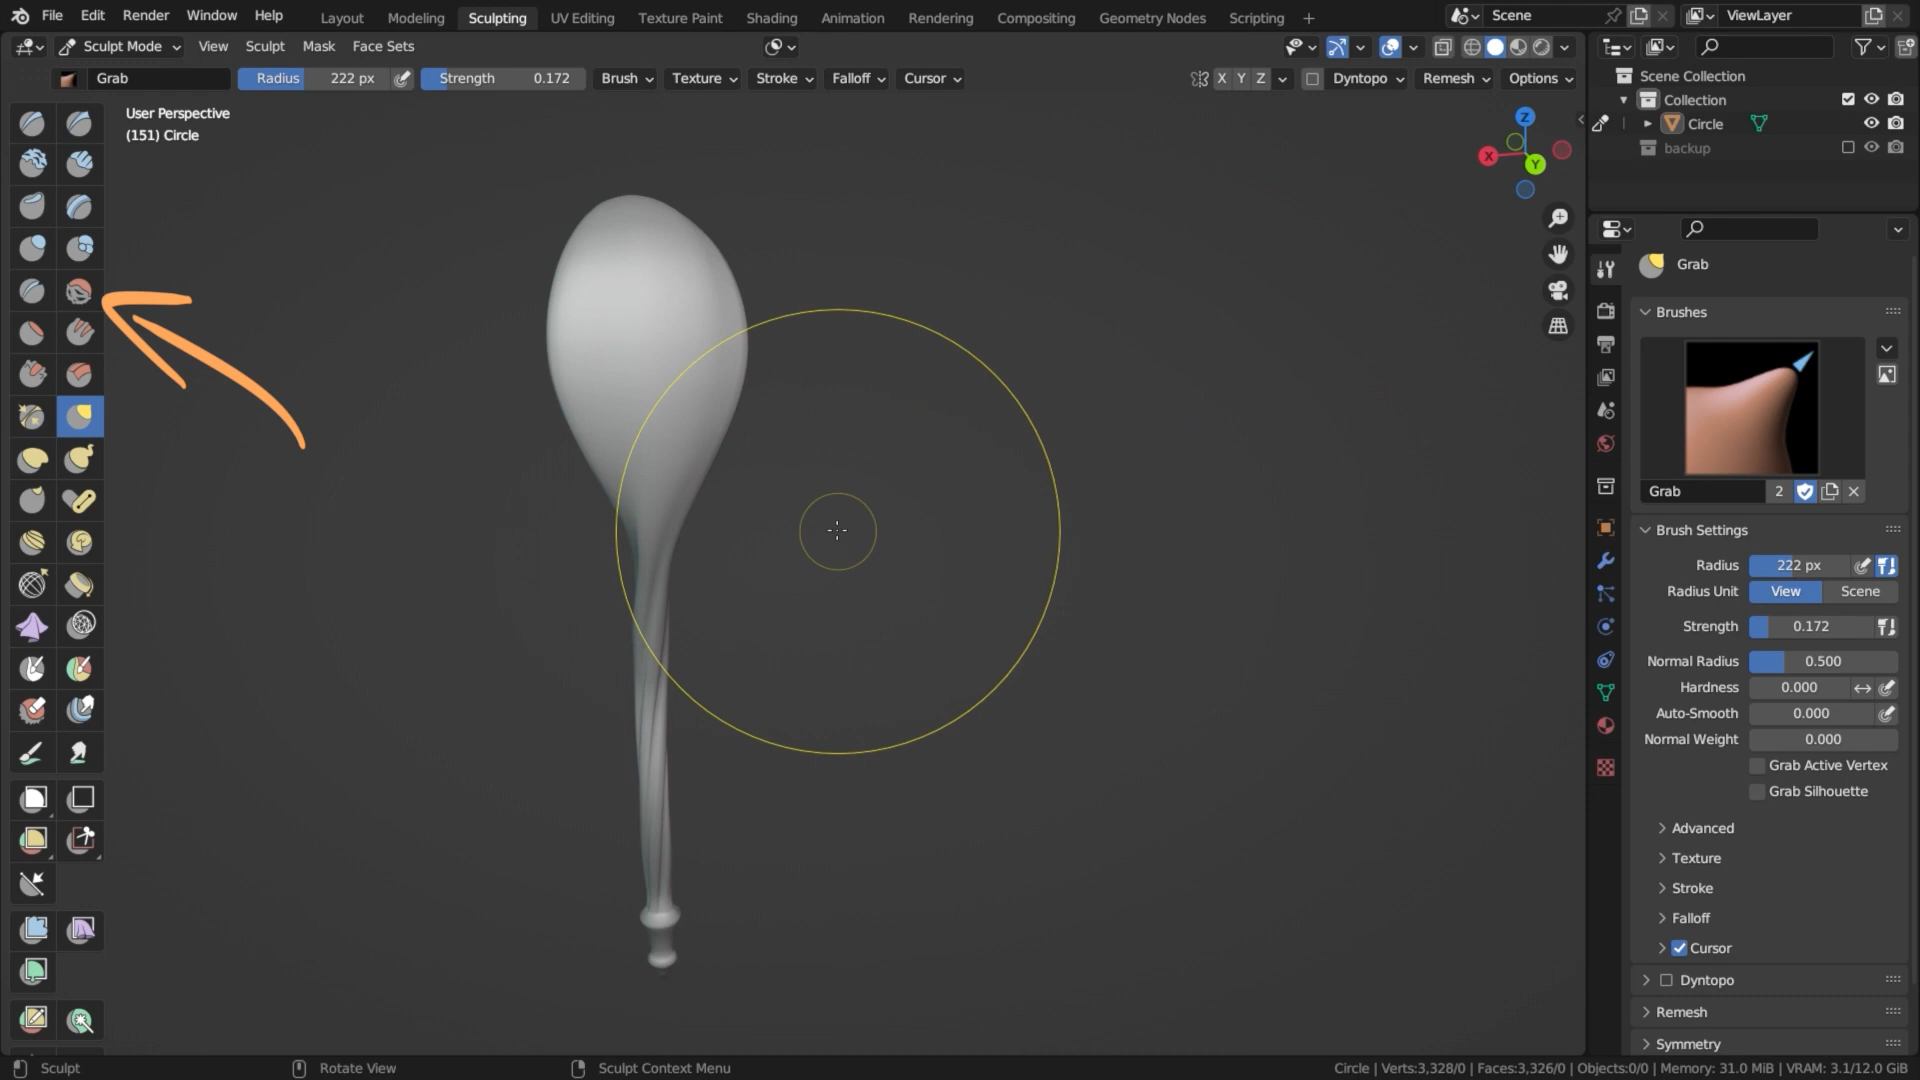 File Edit Render Window Help
Layout Modeling Sculpting UV Editing Texture Paint Shading Animation Rendering Compositing Geometry Nodes Scripting +
Scene
ViewLayer
Sculpt Mode View Sculpt Mask Face Sets
Grab Radius 222 px Strength 0.172 Brush Texture Stroke Falloff Cursor
X Y Z Dyntopo Remesh Options
User Perspective
(151) Circle
Z
X
Y
Scene Collection
Collection
Circle
backup
Grab
Brushes
Grab 2
Brush Settings
Radius 222 px
Radius Unit View Scene
Strength 0.172
Normal Radius 0.500
Hardness 0.000
Auto-Smooth 0.000
Normal Weight 0.000
Grab Active Vertex
Grab Silhouette
Advanced
Texture
Stroke
Falloff
Cursor
Dyntopo
Remesh
Symmetry
Sculpt Rotate View Sculpt Context Menu
Circle | Verts:3,328/0 | Faces:3,326/0 | Objects:0/0 | Memory: 31.0 MiB | VRAM: 3.1/12.0 GiB